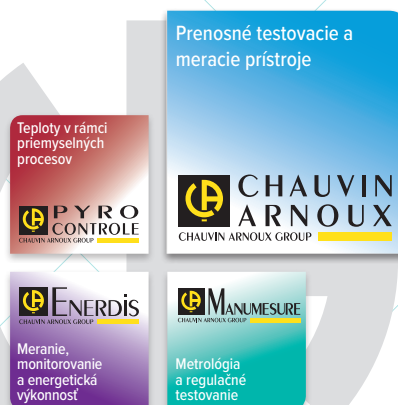 Prenosné testovacie a
meracie prístroje
CHAUVIN
ARNOUX
CHAUVIN ARNOUX GROUP
Teploty v rámci
priemyselných
procesov
PYRO
CONTROLE
CHAUVIN ARNOUX GROUP
ENERDIS
CHAUVIN ARNOUX GROUP
Meranie,
monitorovanie
a energetická
výkonnosť
MANUMESURE
CHAUVIN ARNOUX GROUP
Metrológia
a regulačné
testovanie